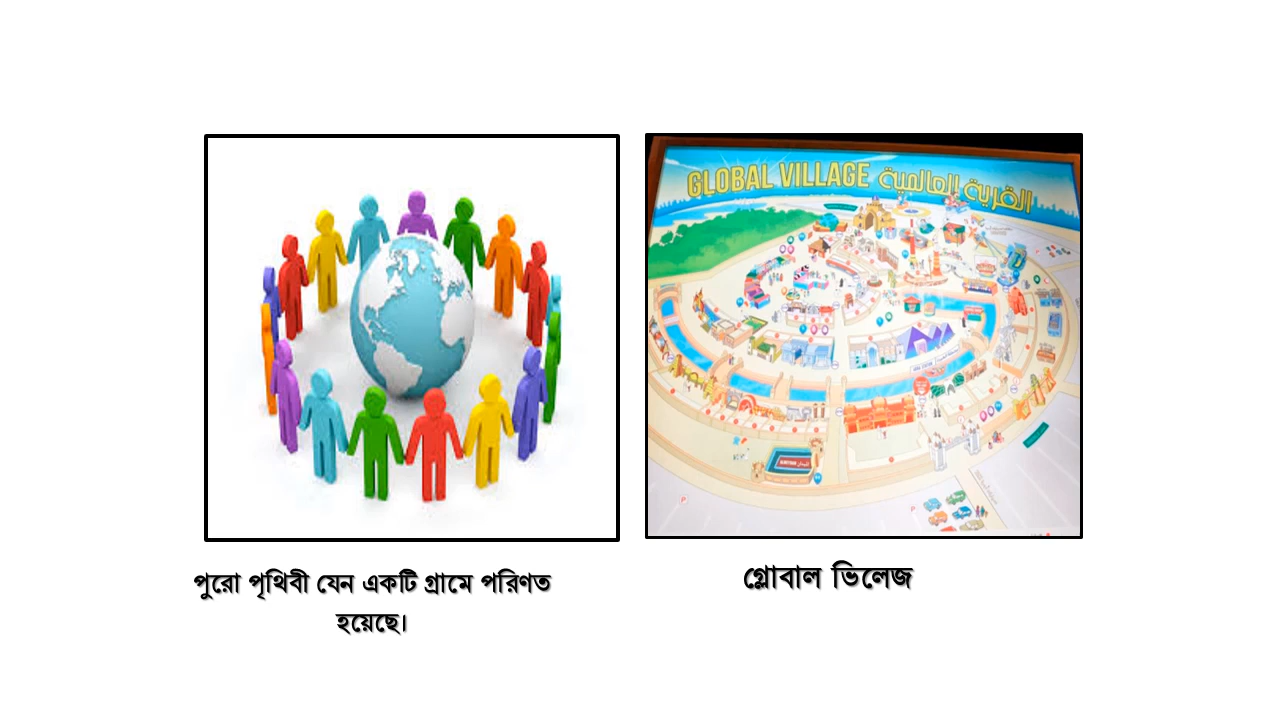 GLOBAL VILLAGE القرية العالمية
পুরো পৃথিবী যেন একটি গ্রামে পরিণত
হয়েছে।
গ্লোবাল ভিলেজ